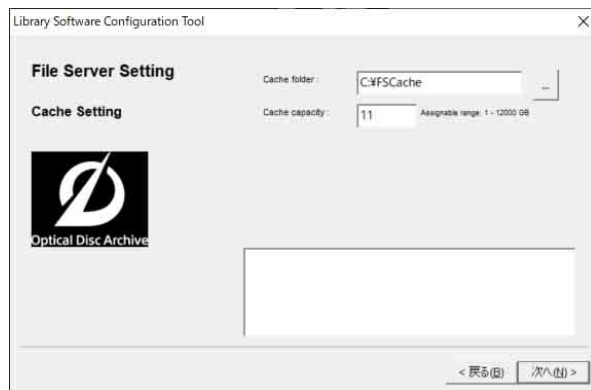 Library Software Configuration Tool
File Server Setting
Cache folder :
C:¥FSCache
...
Cache Setting
Cache capacity :
11
Assignable range: 1 - 12000 GB
Optical Disc Archive
< 戻る(B)
次へ(N) >